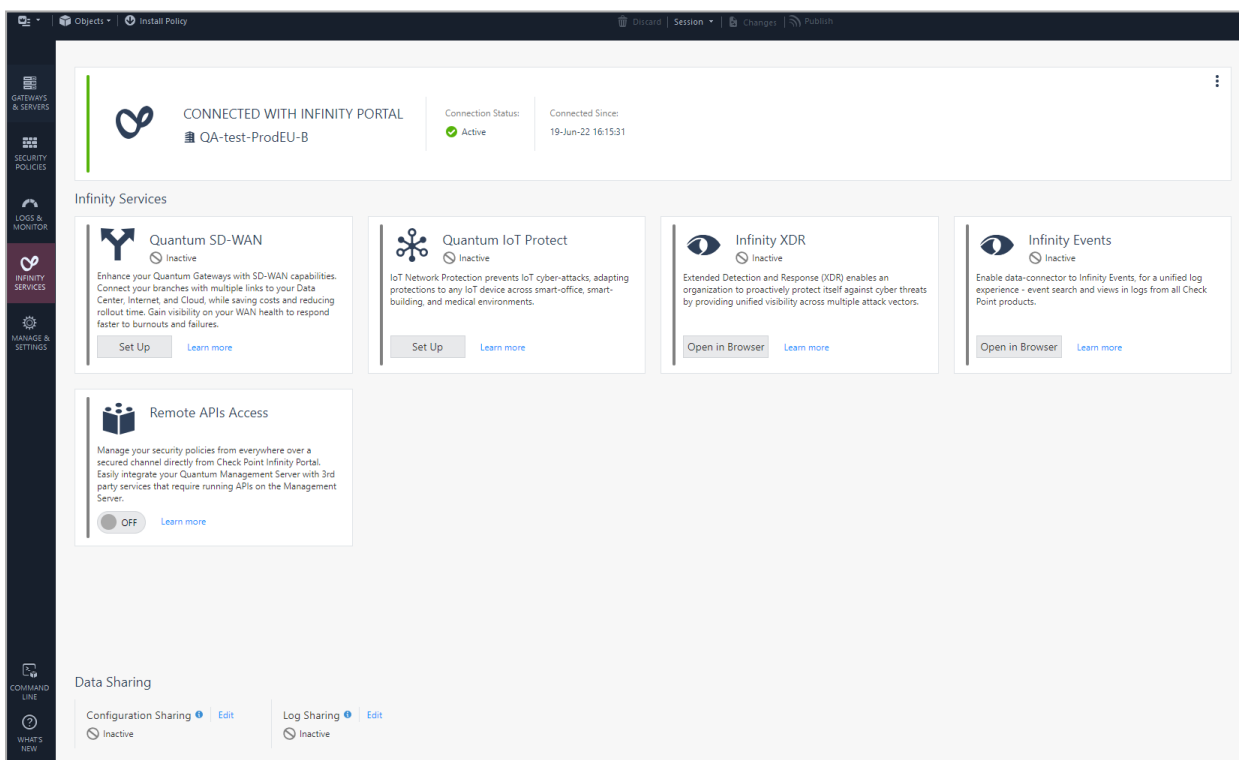 Objects
Install Policy
Discard
Session
Changes
Publish
GATEWAYS
& SERVERS
SECURITY
POLICIES
LOGS &
MONITOR
INFINITY
SERVICES
MANAGE &
SETTINGS
COMMAND
LINE
WHAT'S
NEW
CONNECTED WITH INFINITY PORTAL
QA-test-ProdEU-B
Connection Status:
Active
Connected Since:
19-Jun-22 16:15:31
Infinity Services
Quantum SD-WAN
Inactive
Enhance your Quantum Gateways with SD-WAN capabilities.
Connect your branches with multiple links to your Data
Center, Internet, and Cloud, while saving costs and reducing
rollout time. Gain visibility on your WAN health to respond
faster to burnouts and failures.
Set Up
Learn more
Quantum IoT Protect
Inactive
IoT Network Protection prevents IoT cyber-attacks, adapting
protections to any IoT device across smart-office, smart-
building, and medical environments.
Set Up
Learn more
Infinity XDR
Inactive
Extended Detection and Response (XDR) enables an
organization to proactively protect itself against cyber threats
by providing unified visibility across multiple attack vectors.
Open in Browser
Learn more
Infinity Events
Inactive
Enable data-connector to Infinity Events, for a unified log
experience - event search and views in logs from all Check
Point products.
Open in Browser
Learn more
Remote APIs Access
Manage your security policies from everywhere over a
secured channel directly from Check Point Infinity Portal.
Easily integrate your Quantum Management Server with 3rd
party services that require running APIs on the Management
Server.
OFF
Learn more
Data Sharing
Configuration Sharing
Edit
Inactive
Log Sharing
Edit
Inactive